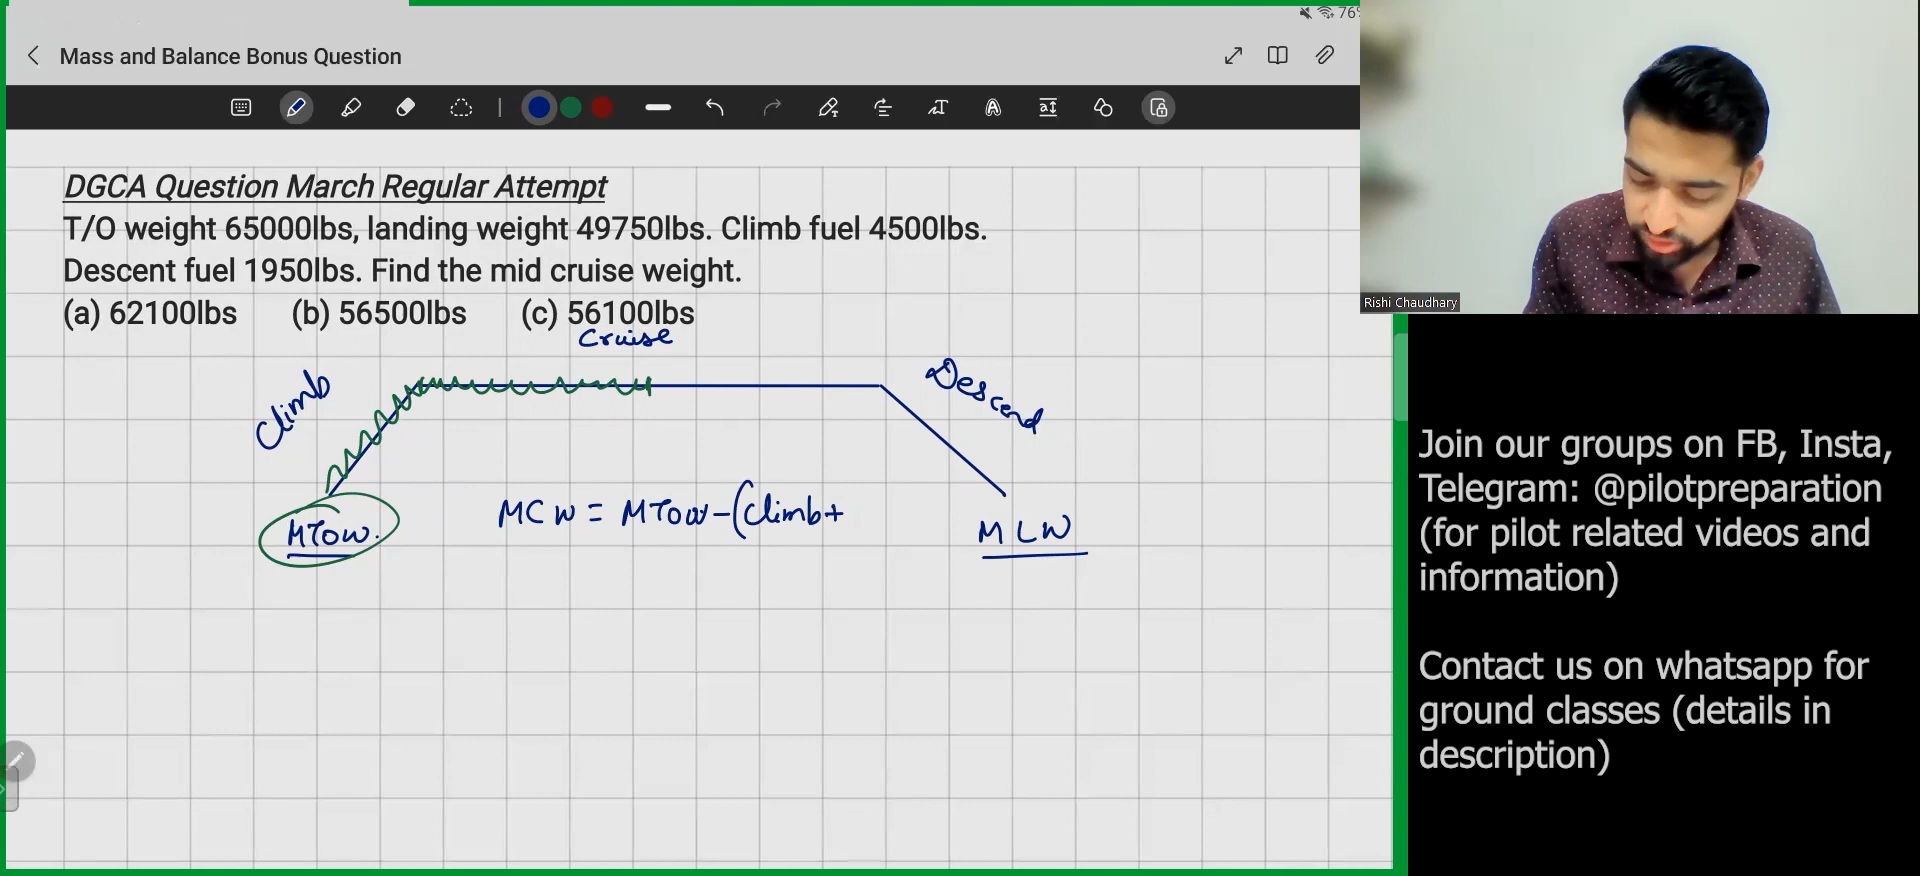 76%
Mass and Balance Bonus Question
DGCA Question March Regular Attempt
T/O weight 65000lbs, landing weight 49750lbs. Climb fuel 4500lbs.
Descent fuel 1950lbs. Find the mid cruise weight.
(a) 62100lbs (b) 56500lbs (c) 56100lbs
Cruise
Climb
Descend
MTOW.
MCW = MTOW-(Climb+
MLW
Rishi Chaudhary
Join our groups on FB, Insta,
Telegram: @pilotpreparation
(for pilot related videos and
information)
Contact us on whatsapp for
ground classes (details in
description)